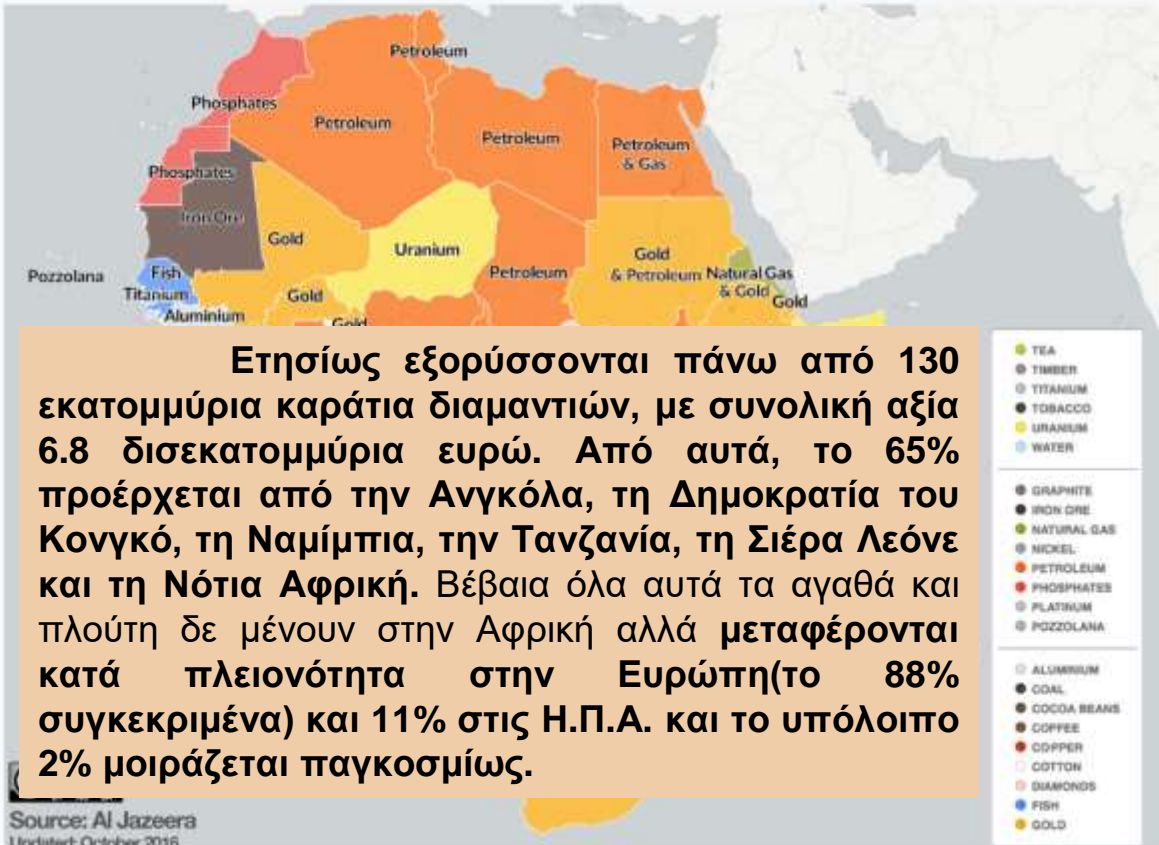 Petroleum
Phosphates
Petroleum
Petroleum
Petroleum
& Gas
Phosphates
Iron Ore
Gold
Uranium
Gold
& Petroleum
Natural Gas
& Gold
Gold
Pozzolana
Fish
Petroleum
Titanium
Gold
Aluminium
Gold
Ετησίως εξορύσσονται πάνω από 130
εκατομμύρια καράτια διαμαντιών, με συνολική αξία
6.8 δισεκατομμύρια ευρώ. Από αυτά, το 65%
προέρχεται από την Ανγκόλα, τη Δημοκρατία του
Κονγκό, τη Ναμίμπια, την Τανζανία, τη Σιέρα Λεόνε
και τη Νότια Αφρική. Βέβαια όλα αυτά τα αγαθά και
πλούτη δε μένουν στην Αφρική αλλά μεταφέρονται
κατά πλειονότητα στην Ευρώπη(το 88%
συγκεκριμένα) και 11% στις Η.Π.Α. και το υπόλοιπο
2% μοιράζεται παγκοσμίως.
TEA
TIMBER
TITANIUM
TOBACCO
URANIUM
WATER
GRAPHITE
IRON ORE
NATURAL GAS
NICKEL
PETROLEUM
PHOSPHATES
PLATINUM
POZZOLANA
ALUMINIUM
COAL
COCOA BEANS
COFFEE
COPPER
COTTON
DIAMONDS
FISH
GOLD
Source: Al Jazeera
Updated: October 2016